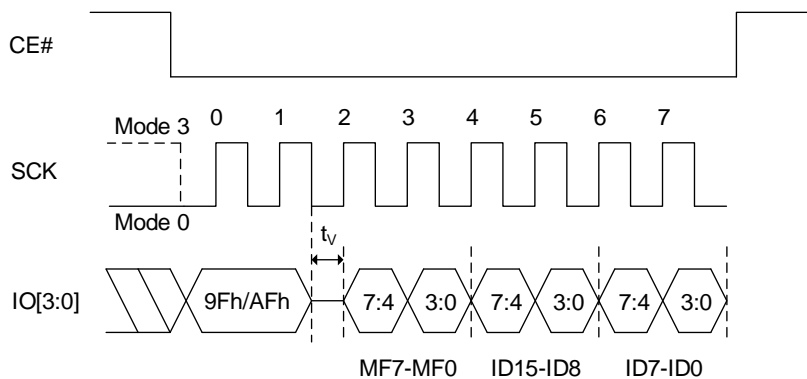 CE#
0 1 2 3 4 5 6 7
Mode 3
SCK
Mode 0
tV
IO[3:0] 9Fh/AFh 7:4 3:0 7:4 3:0 7:4 3:0
MF7-MF0 ID15-ID8 ID7-ID0